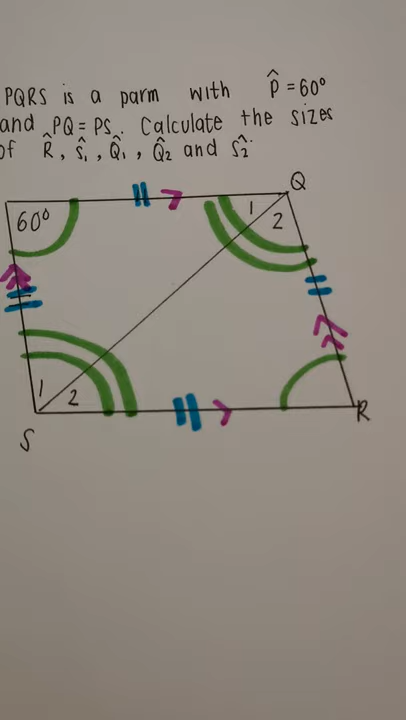 PQRS is a parm with P̂ = 60°
and PQ = PS. Calculate the sizes
of R̂, Ŝ₁, Q̂₁, Q̂₂ and Ŝ₂.
Q
60°
1
2
1
2
S
R